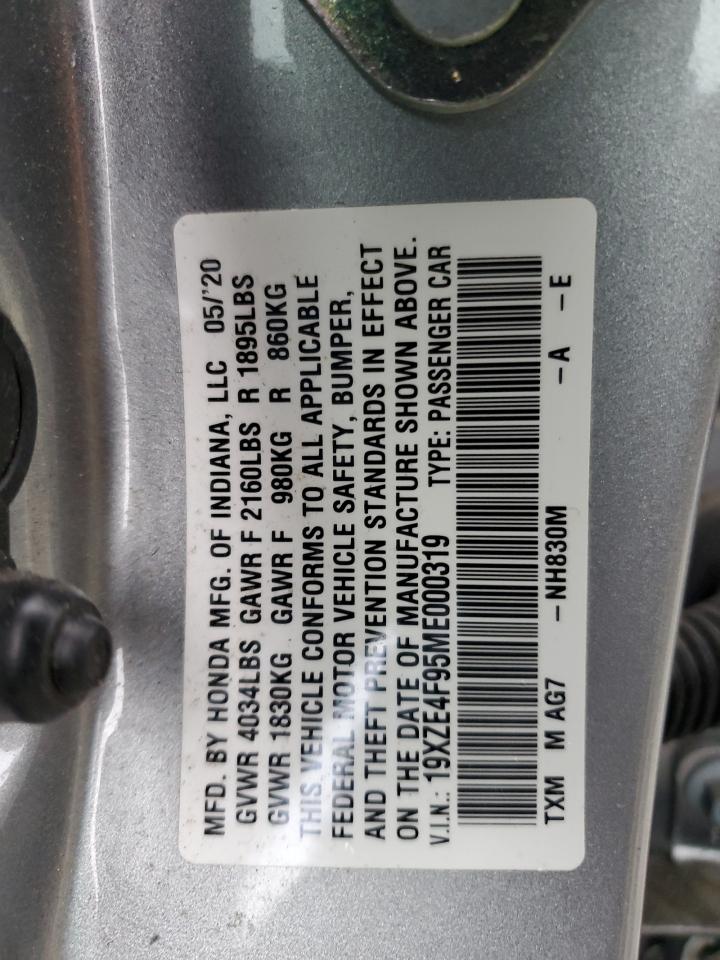 MFD. BY HONDA MFG. OF INDIANA, LLC 05/'20
GVWR 4034LBS GAWR F 2160LBS R 1895LBS
GVWR 1830KG GAWR F 980KG R 860KG
THIS VEHICLE CONFORMS TO ALL APPLICABLE
FEDERAL MOTOR VEHICLE SAFETY, BUMPER,
AND THEFT PREVENTION STANDARDS IN EFFECT
ON THE DATE OF MANUFACTURE SHOWN ABOVE.
V.I.N.: 19XZE4F95ME000319 TYPE: PASSENGER CAR
TXM M AG7 -NH830M -A -E